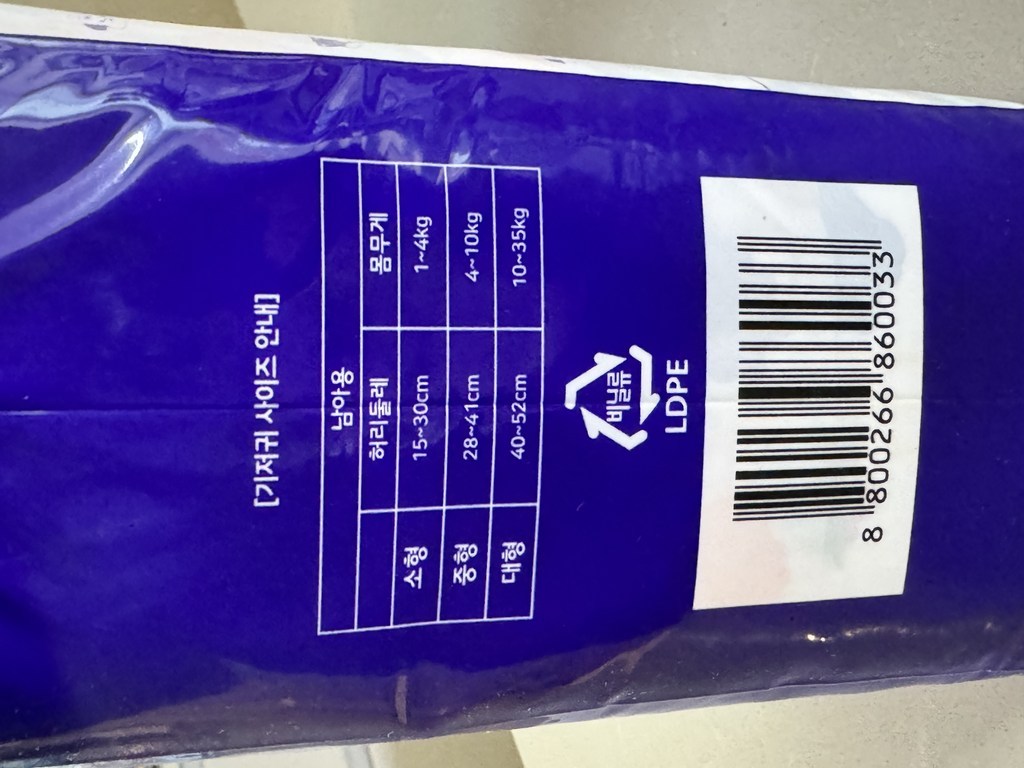 [기저귀 사이즈 안내]
남아용
허리둘레 몸무게
소형 15~30cm 1~4kg
중형 28~41cm 4~10kg
대형 40~52cm 10~35kg
비닐류
LDPE
8 800266 860033